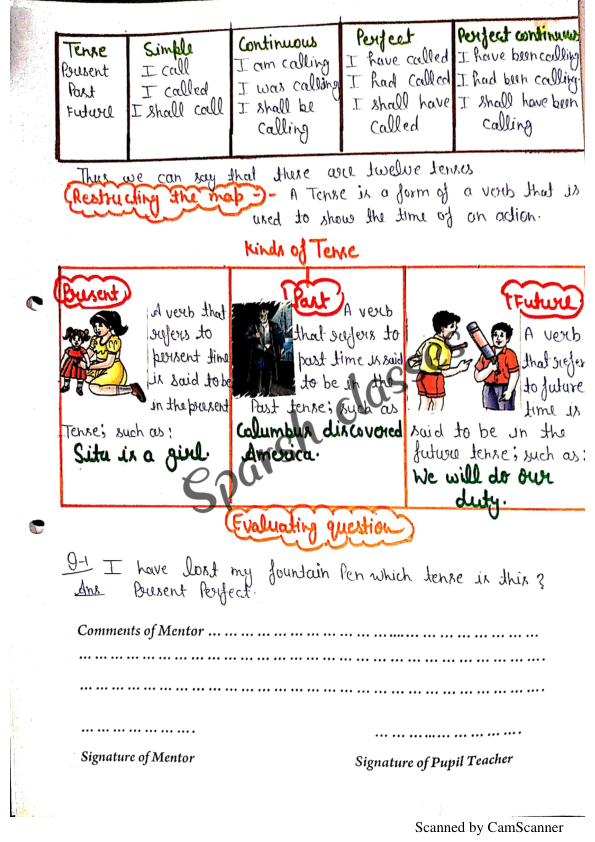 Tense Simple Continuous Perfect Perfect continuous
Present I call I am calling I have called I have been calling
Past I called I was calling I had called I had been calling.
Future I shall call I shall be calling I shall have called I shall have been calling
Thus we can say that these are twelve tenses
Restructing the map :- A Tense is a form of a verb that is
used to show the time of an action.
Kinds of Tense
Present
A verb that
refers to
persent time
is said to be
in the present
Tense; such as:
Situ is a girl.
Past
A verb
that refers to
past time is said
to be in the
Past tense; such as
Calumbus discovered
America.
Future
A verb
that refer
to future
time is
said to be in the
future tense; such as:
We will do our
duty.
Sparsh classes
Evaluating question
Q-1 I have lost my fountain Pen which tense is this?
Ans Present Perfect.
Comments of Mentor ........................................................
........................................................................
........................................................................
..................... .....................
Signature of Mentor Signature of Pupil Teacher
Scanned by CamScanner